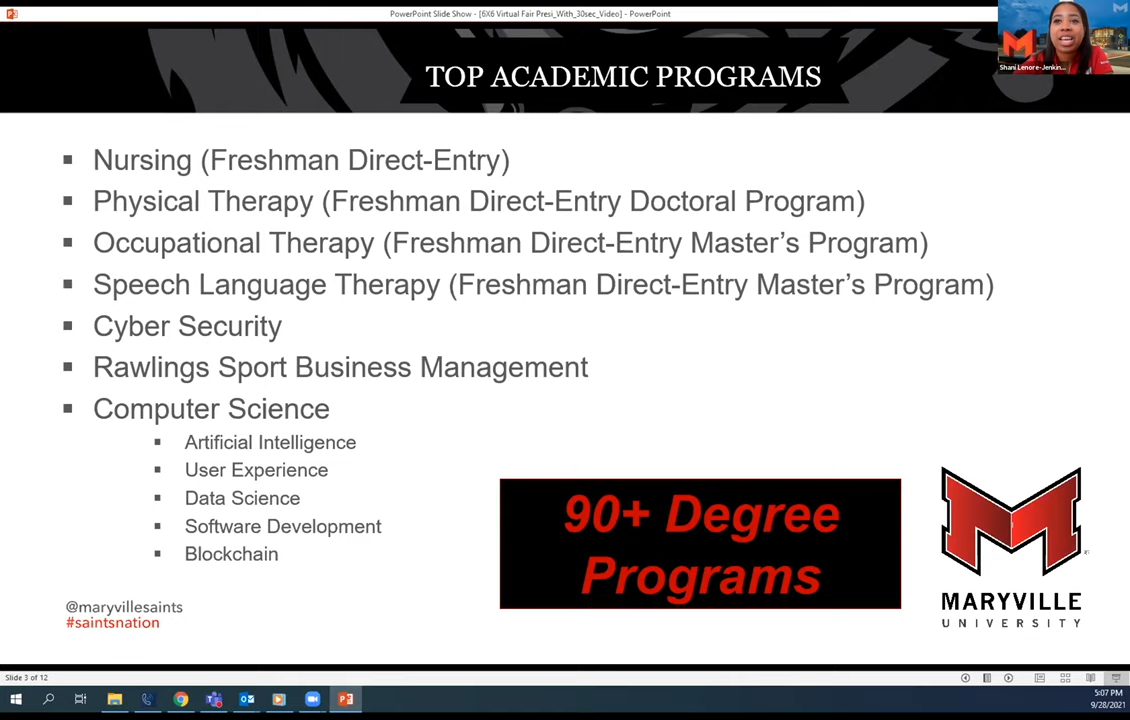 PowerPoint Slide Show - [6X6 Virtual Fair Presi_With_30sec_Video] - PowerPoint
Shani Lenore-Jenkin...
TOP ACADEMIC PROGRAMS
▪ Nursing (Freshman Direct-Entry)
▪ Physical Therapy (Freshman Direct-Entry Doctoral Program)
▪ Occupational Therapy (Freshman Direct-Entry Master’s Program)
▪ Speech Language Therapy (Freshman Direct-Entry Master’s Program)
▪ Cyber Security
▪ Rawlings Sport Business Management
▪ Computer Science
▪ Artificial Intelligence
▪ User Experience
▪ Data Science
▪ Software Development
▪ Blockchain
90+ Degree
Programs
M
MARYVILLE
UNIVERSITY
@maryvillesaints
#saintsnation
Slide 3 of 12
5:07 PM
9/28/2021